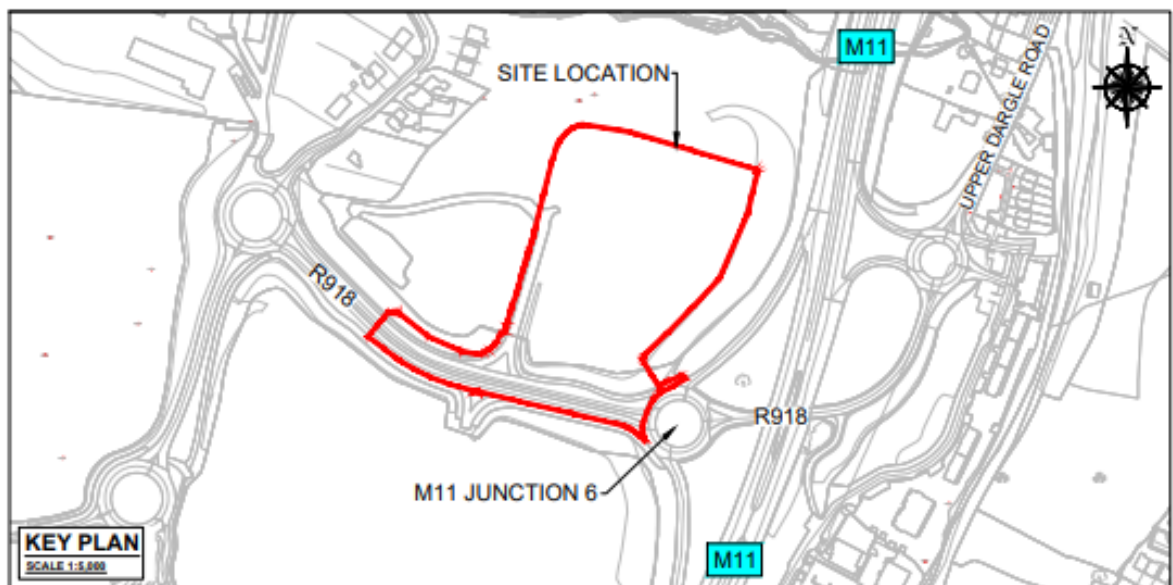 M11
SITE LOCATION
N
UPPER DARGLE ROAD
R918
R918
M11 JUNCTION 6
KEY PLAN
SCALE 1:5,000
M11